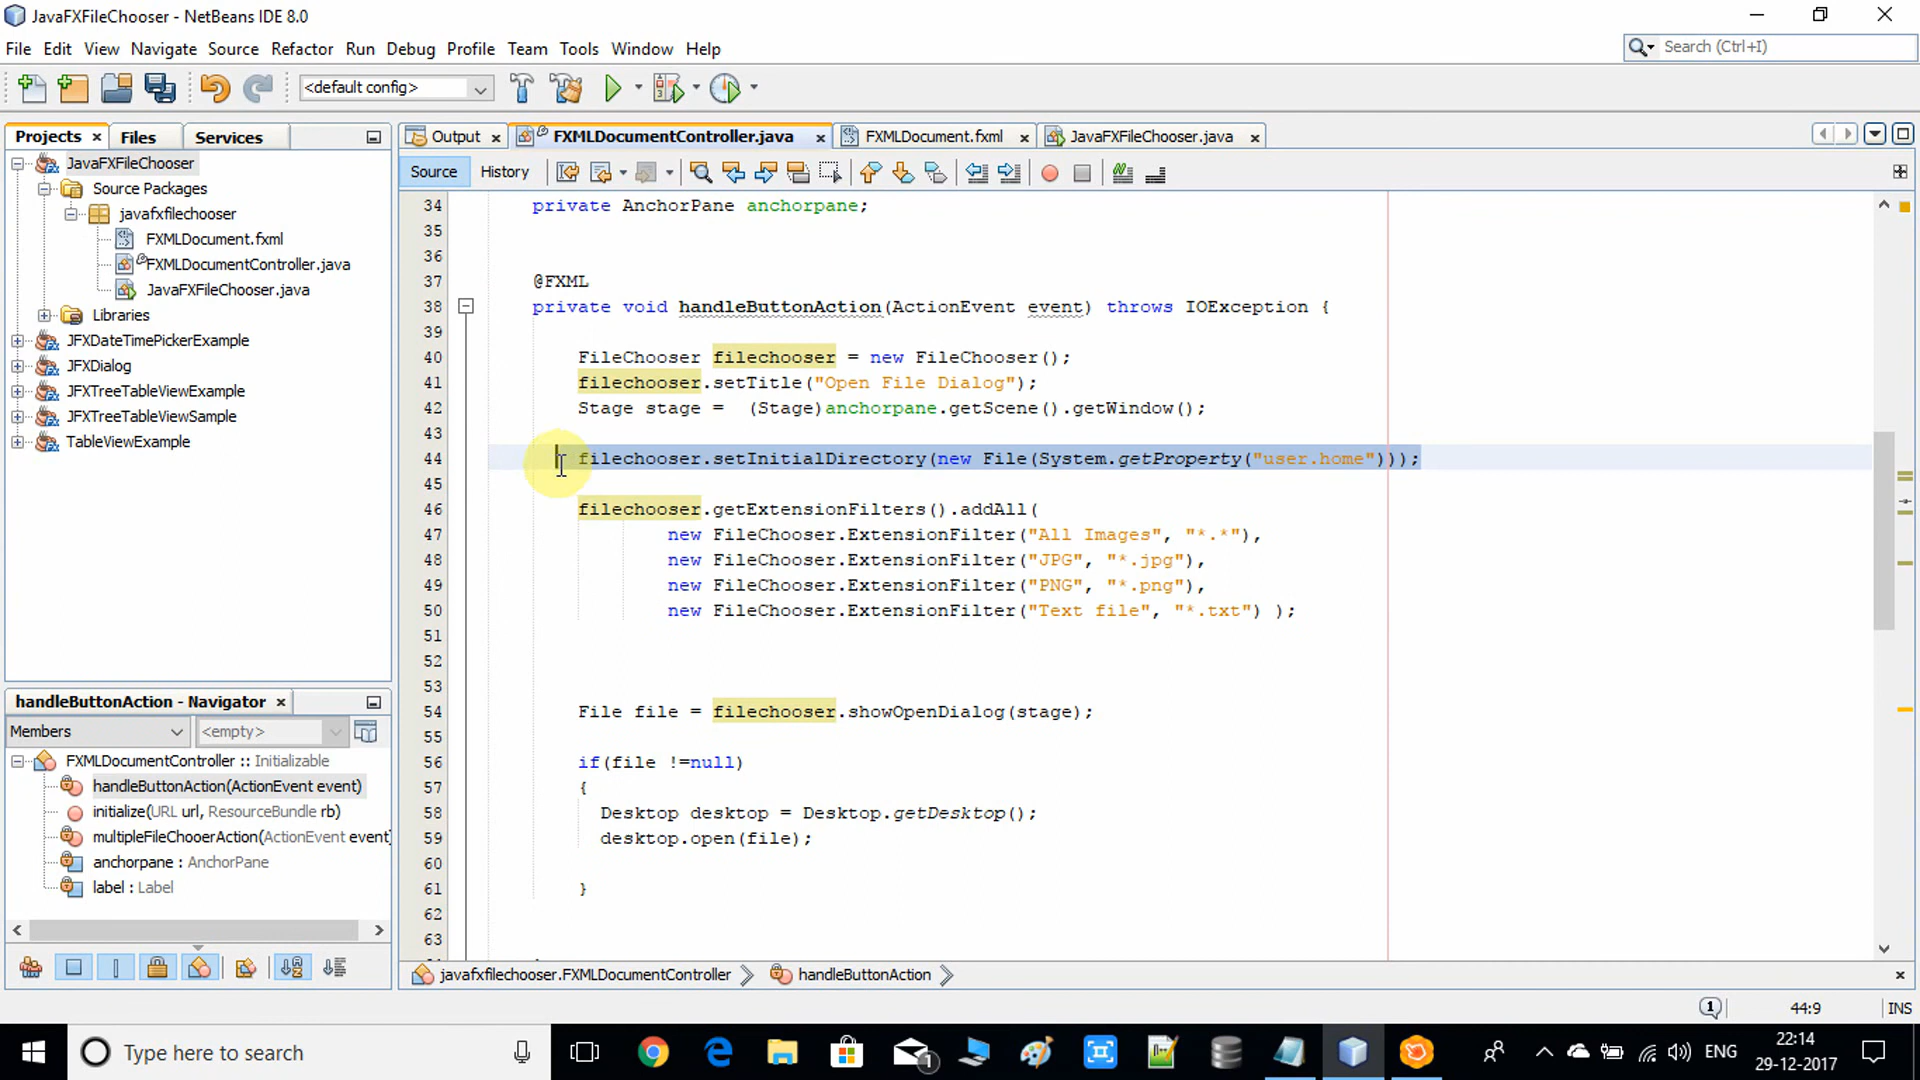 JavaFXFileChooser - NetBeans IDE 8.0
File Edit View Navigate Source Refactor Run Debug Profile Team Tools Window Help
Search (Ctrl+I)
<default config>
Projects
Files
Services
JavaFXFileChooser
Source Packages
javafxfilechooser
FXMLDocument.fxml
FXMLDocumentController.java
JavaFXFileChooser.java
Libraries
JFXDateTimePickerExample
JFXDialog
JFXTreeTableViewExample
JFXTreeTableViewSample
TableViewExample
handleButtonAction - Navigator
Members
<empty>
FXMLDocumentController :: Initializable
handleButtonAction(ActionEvent event)
initialize(URL url, ResourceBundle rb)
multipleFileChooerAction(ActionEvent event)
anchorpane : AnchorPane
label : Label
Output
FXMLDocumentController.java
FXMLDocument.fxml
JavaFXFileChooser.java
Source
History
34 private AnchorPane anchorpane;
35
36
37 @FXML
38 private void handleButtonAction(ActionEvent event) throws IOException {
39
40 FileChooser filechooser = new FileChooser();
41 filechooser.setTitle("Open File Dialog");
42 Stage stage = (Stage)anchorpane.getScene().getWindow();
43
44 filechooser.setInitialDirectory(new File(System.getProperty("user.home")));
45
46 filechooser.getExtensionFilters().addAll(
47 new FileChooser.ExtensionFilter("All Images", "*.*"),
48 new FileChooser.ExtensionFilter("JPG", "*.jpg"),
49 new FileChooser.ExtensionFilter("PNG", "*.png"),
50 new FileChooser.ExtensionFilter("Text file", "*.txt") );
51
52
53
54 File file = filechooser.showOpenDialog(stage);
55
56 if(file !=null)
57 {
58 Desktop desktop = Desktop.getDesktop();
59 desktop.open(file);
60
61 }
62
63
javafxfilechooser.FXMLDocumentController
handleButtonAction
1
44:9
INS
Type here to search
1
ENG
22:14
29-12-2017